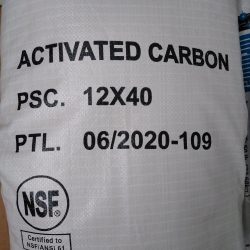 ACTIVATED CARBON
PSC. 12X40
PTL. 06/2020-109
NSF®
Certified to
NSF/ANSI 61